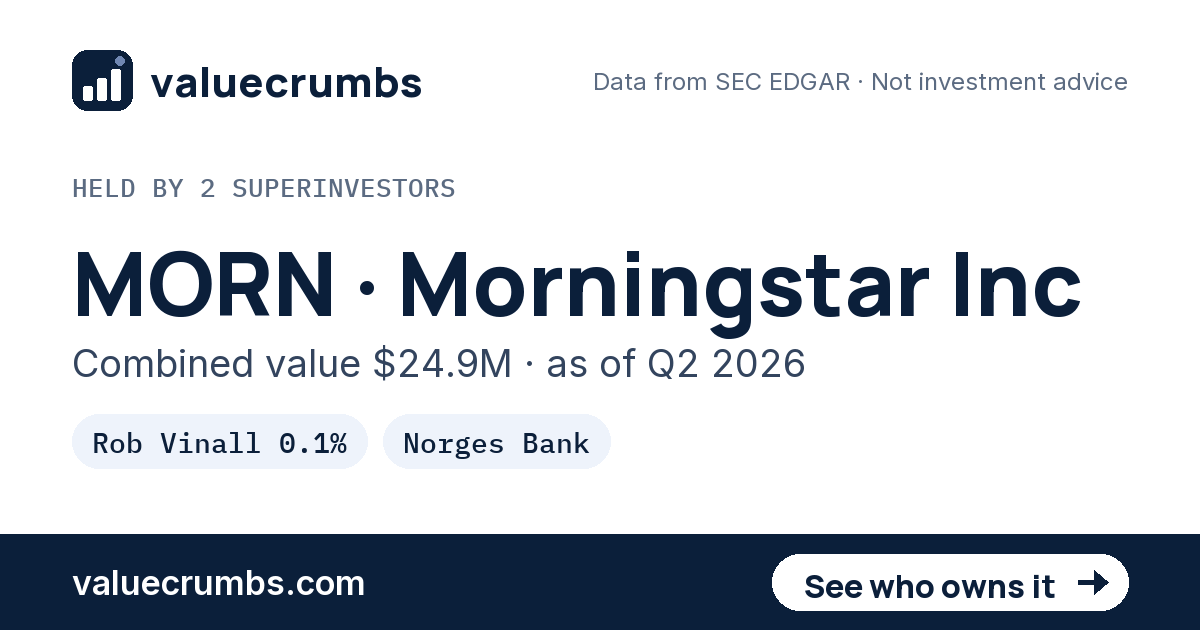 valuecrumbs
Data from SEC EDGAR · Not investment advice
HELD BY 2 SUPERINVESTORS
MORN · Morningstar Inc
Combined value $24.9M · as of Q2 2026
Rob Vinall 0.1%
Norges Bank
valuecrumbs.com
See who owns it →